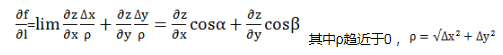 ∂f/∂l=lim ∂z/∂x Δx/ρ + ∂z/∂y Δy/ρ = ∂z/∂x cosα + ∂z/∂y cosβ 其中ρ趋近于0，ρ = √Δx² + Δy²